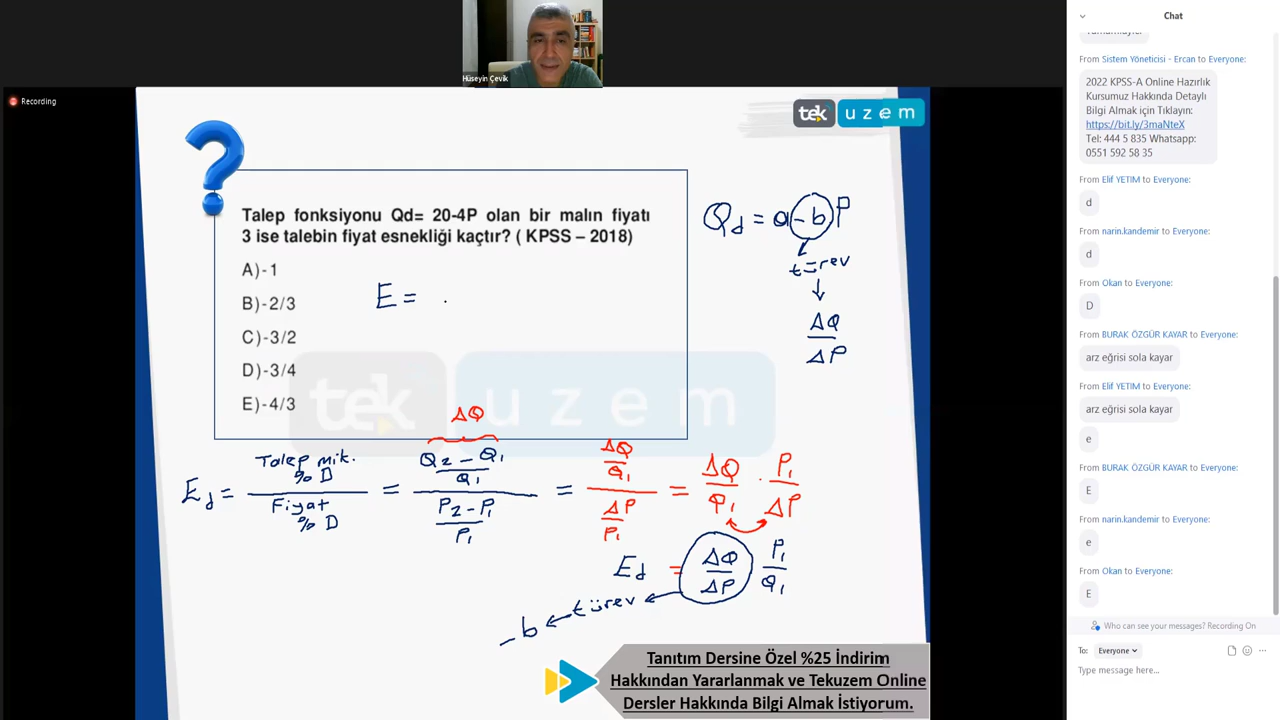 Hüseyin Çevik
Recording
tek uzem
Talep fonksiyonu Qd= 20-4P olan bir malın fiyatı
3 ise talebin fiyat esnekliği kaçtır? ( KPSS – 2018)
A)-1
B)-2/3
C)-3/2
D)-3/4
E)-4/3
E =
Qd = a - b P
türev
ΔQ
ΔP
tek uzem
ΔQ
Ed = Talep mik. % D / Fiyat % D = (Q2 - Q1 / Q1) / (P2 - P1 / P1) = (ΔQ / Q1) / (ΔP / P1) = ΔQ / Q1 . P1 / ΔP
Ed = ΔQ / ΔP P1 / Q1
türev
- b
Tanıtım Dersine Özel %25 İndirim
Hakkından Yararlanmak ve Tekuzem Online
Dersler Hakkında Bilgi Almak İstiyorum.
Chat
From Sistem Yöneticisi - Ercan to Everyone:
2022 KPSS-A Online Hazırlık
Kursumuz Hakkında Detaylı
Bilgi Almak için Tıklayın:
https://bit.ly/3maNteX
Tel: 444 5 835 Whatsapp:
0551 592 58 35
From Elif YETIM to Everyone:
d
From narin.kandemir to Everyone:
d
From Okan to Everyone:
D
From BURAK ÖZGÜR KAYAR to Everyone:
arz eğrisi sola kayar
From Elif YETIM to Everyone:
arz eğrisi sola kayar
e
From BURAK ÖZGÜR KAYAR to Everyone:
E
From narin.kandemir to Everyone:
e
From Okan to Everyone:
E
Who can see your messages? Recording On
To: Everyone
Type message here...